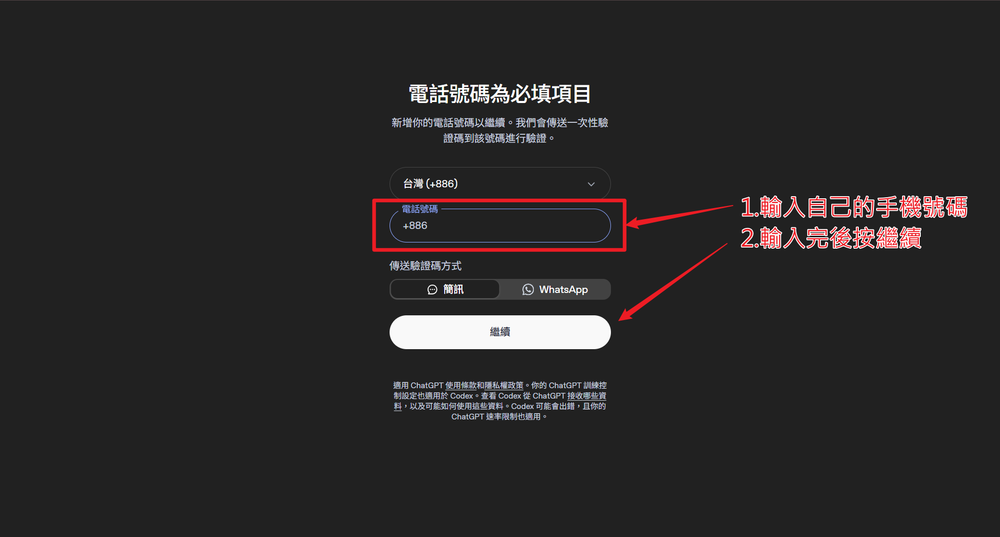 電話號碼為必填項目
新增你的電話號碼以繼續。我們會傳送一次性驗
證碼到該號碼進行驗證。
台灣 (+886)
電話號碼
+886
1.輸入自己的手機號碼
2.輸入完後按繼續
傳送驗證碼方式
簡訊 WhatsApp
繼續
適用 ChatGPT 使用條款和隱私權政策。你的 ChatGPT 訓練控
制設定也適用於 Codex。查看 Codex 從 ChatGPT 接收哪些資
料，以及可能如何使用這些資料。Codex 可能會出錯，且你的
ChatGPT 速率限制也適用。